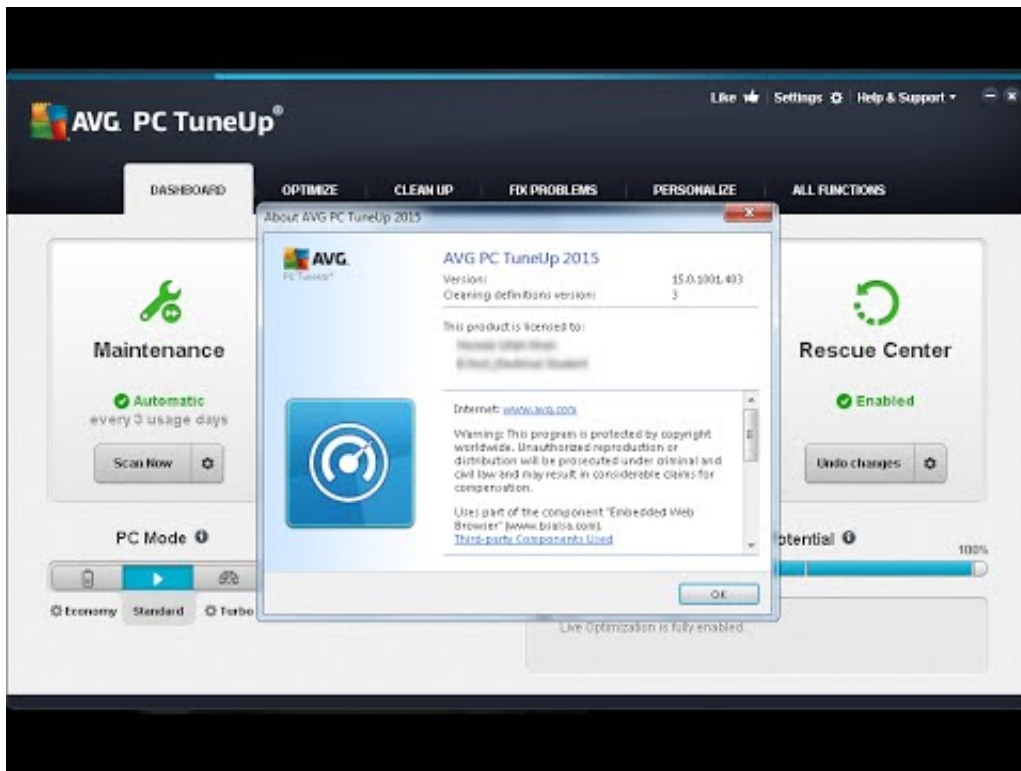 AVG PC TuneUp®
Like Settings Help & Support
DASHBOARD OPTIMIZE CLEAN UP FIX PROBLEMS PERSONALIZE ALL FUNCTIONS
About AVG PC TuneUp 2015
AVG
PC TuneUp®
AVG PC TuneUp 2015
Version: 15.0.1001.403
Cleaning definitions version: 3
This product is licensed to:
Internet: www.avg.com
Warning: This program is protected by copyright
worldwide. Unauthorized reproduction or
distribution will be prosecuted under criminal and
civil law and may result in considerable claims for
compensation.
Uses part of the component "Embedded Web
Browser" (www.bsalsa.com).
Third-party Components Used
OK
Maintenance
Automatic
every 3 usage days
Scan Now
Rescue Center
Enabled
Undo changes
PC Mode
Economy Standard Turbo
otential
100%
Live Optimization is fully enabled.